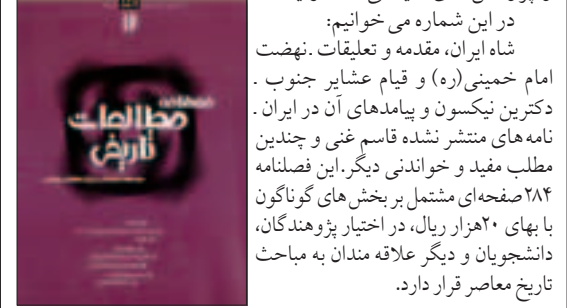 در این شماره می خوانیم:
شاه ایران، مقدمه و تعلیقات . نهضت
امام خمینی(ره) و قیام عشایر جنوب .
دکترین نیکسون و پیامدهای آن در ایران .
نامه های منتشر نشده قاسم غنی و چندین
مطلب مفید و خواندنی دیگر.این فصلنامه
۲۸۴صفحه‌ای مشتمل بر بخش های گوناگون
با بهای ۲۰هزار ریال، در اختیار پژوهندگان،
دانشجویان و دیگر علاقه مندان به مباحث
تاریخ معاصر قرار دارد.
فصلنامه
مطالعات
تاریخی